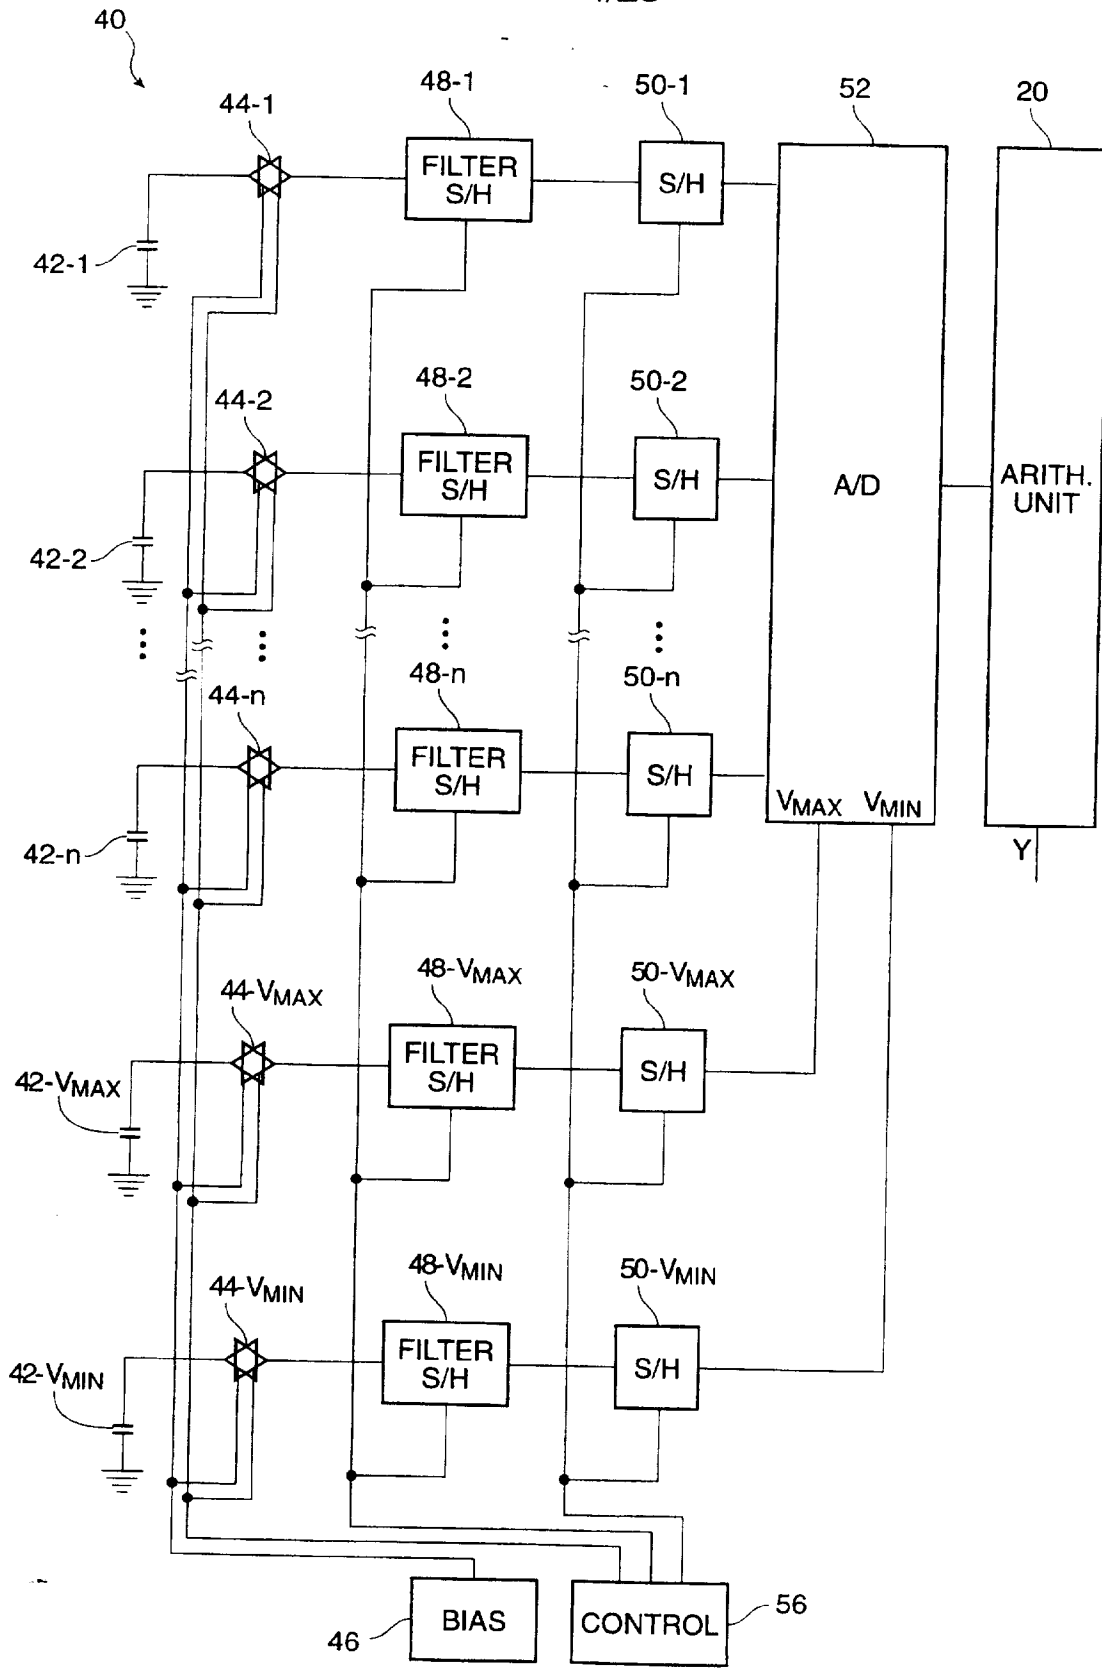 40
44-1
48-1
50-1
52
20
FILTER
S/H
S/H
42-1
44-2
48-2
50-2
FILTER
S/H
S/H
A/D
ARITH.
UNIT
42-2
44-n
48-n
50-n
FILTER
S/H
S/H
VMAX VMIN
42-n
Y
44-VMAX
48-VMAX
50-VMAX
FILTER
S/H
S/H
42-VMAX
44-VMIN
48-VMIN
50-VMIN
FILTER
S/H
S/H
42-VMIN
46
BIAS
CONTROL
56